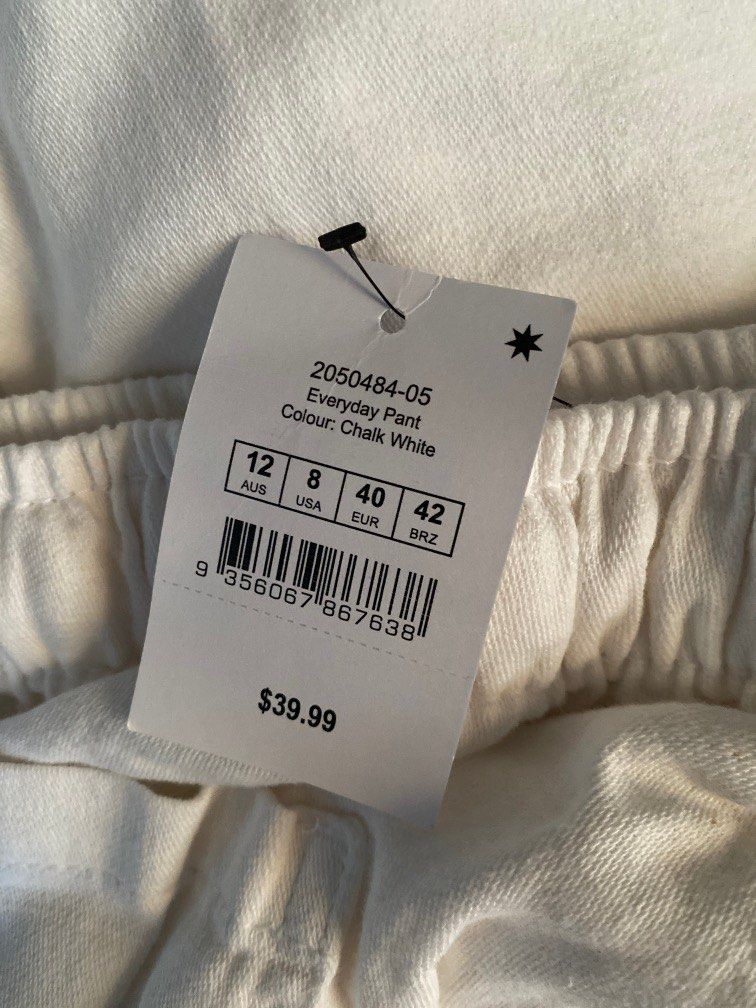 2050484-05
Everyday Pant
Colour: Chalk White
12 8 40 42
AUS USA EUR BRZ
9 356067 867638
$39.99